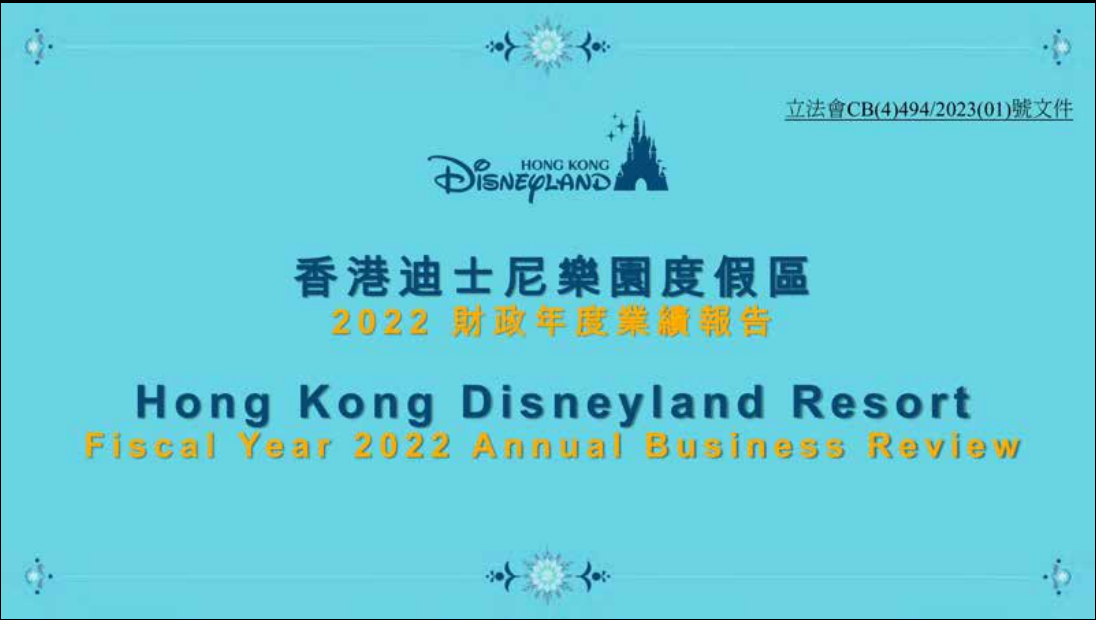 立法會CB(4)494/2023(01)號文件
HONG KONG
DISNEYLAND
香港迪士尼樂園度假區
2022 財政年度業績報告
Hong Kong Disneyland Resort
Fiscal Year 2022 Annual Business Review